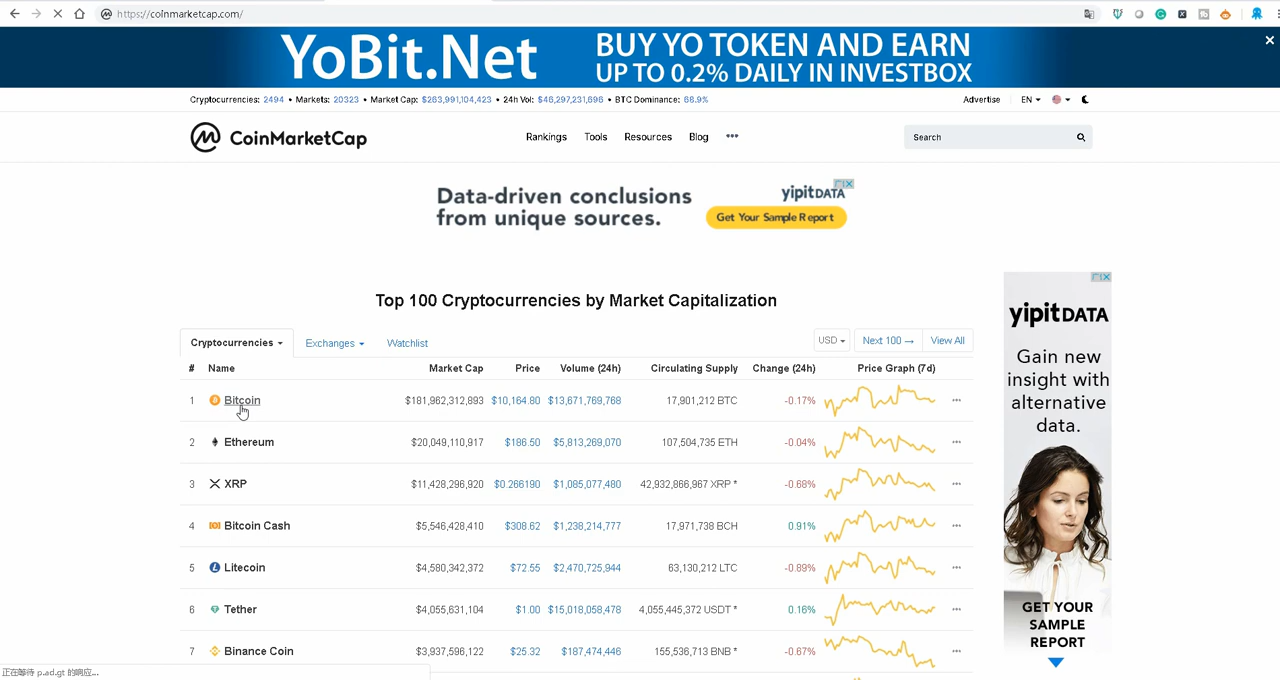 https://coinmarketcap.com/
YoBit.Net
BUY YO TOKEN AND EARN
UP TO 0.2% DAILY IN INVESTBOX
Cryptocurrencies: 2494 • Markets: 20323 • Market Cap: $263,991,104,423 • 24h Vol: $46,297,231,696 • BTC Dominance: 68.9%
Advertise EN
CoinMarketCap
Rankings Tools Resources Blog •••
Search
Data-driven conclusions
from unique sources.
yipitDATA
Get Your Sample Report
Top 100 Cryptocurrencies by Market Capitalization
Cryptocurrencies Exchanges Watchlist
USD Next 100 → View All
# Name Market Cap Price Volume (24h) Circulating Supply Change (24h) Price Graph (7d)
1 Bitcoin $181,962,312,893 $10,164.80 $13,671,769,768 17,901,212 BTC -0.17%
2 Ethereum $20,049,110,917 $186.50 $5,813,269,070 107,504,735 ETH -0.04%
3 XRP $11,428,296,920 $0.266190 $1,085,077,480 42,932,866,967 XRP * -0.68%
4 Bitcoin Cash $5,546,428,410 $308.62 $1,238,214,777 17,971,738 BCH 0.91%
5 Litecoin $4,580,342,372 $72.55 $2,470,725,944 63,130,212 LTC -0.89%
6 Tether $4,055,631,104 $1.00 $15,018,058,478 4,055,445,372 USDT * 0.16%
7 Binance Coin $3,937,596,122 $25.32 $187,474,446 155,536,713 BNB * -0.67%
yipitDATA
Gain new
insight with
alternative
data.
GET YOUR
SAMPLE
REPORT
正在等待 p.ad.gt 的响应...